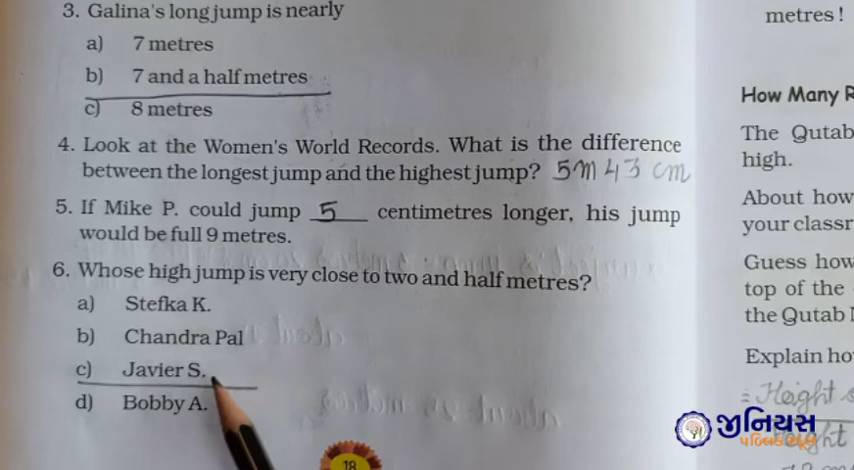 3. Galina's long jump is nearly
a) 7 metres
b) 7 and a half metres
c) 8 metres
4. Look at the Women's World Records. What is the difference
between the longest jump and the highest jump? 5m 43 cm
5. If Mike P. could jump 5 centimetres longer, his jump
would be full 9 metres.
6. Whose high jump is very close to two and half metres?
a) Stefka K.
b) Chandra Pal
c) Javier S.
d) Bobby A.
18
metres !
How Many
The Qutab
high.
About how
your classr
Guess how
top of the
the Qutab
Explain ho
= Height
જીનિયસ